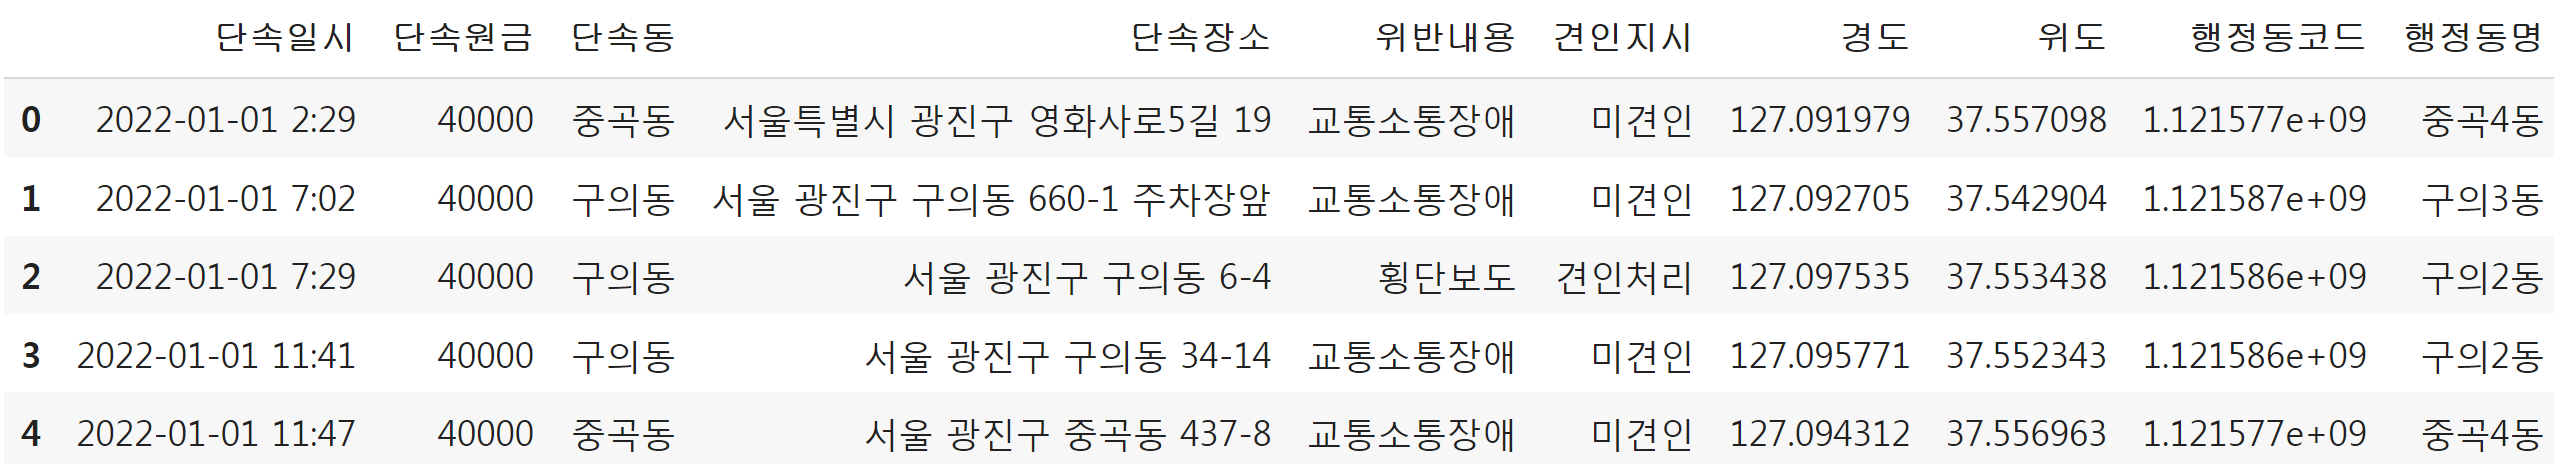 단속일시 단속원금 단속동 단속장소 위반내용 견인지시 경도 위도 행정동코드 행정동명
0 2022-01-01 2:29 40000 중곡동 서울특별시 광진구 영화사로5길 19 교통소통장애 미견인 127.091979 37.557098 1.121577e+09 중곡4동
1 2022-01-01 7:02 40000 구의동 서울 광진구 구의동 660-1 주차장앞 교통소통장애 미견인 127.092705 37.542904 1.121587e+09 구의3동
2 2022-01-01 7:29 40000 구의동 서울 광진구 구의동 6-4 횡단보도 견인처리 127.097535 37.553438 1.121586e+09 구의2동
3 2022-01-01 11:41 40000 구의동 서울 광진구 구의동 34-14 교통소통장애 미견인 127.095771 37.552343 1.121586e+09 구의2동
4 2022-01-01 11:47 40000 중곡동 서울 광진구 중곡동 437-8 교통소통장애 미견인 127.094312 37.556963 1.121577e+09 중곡4동